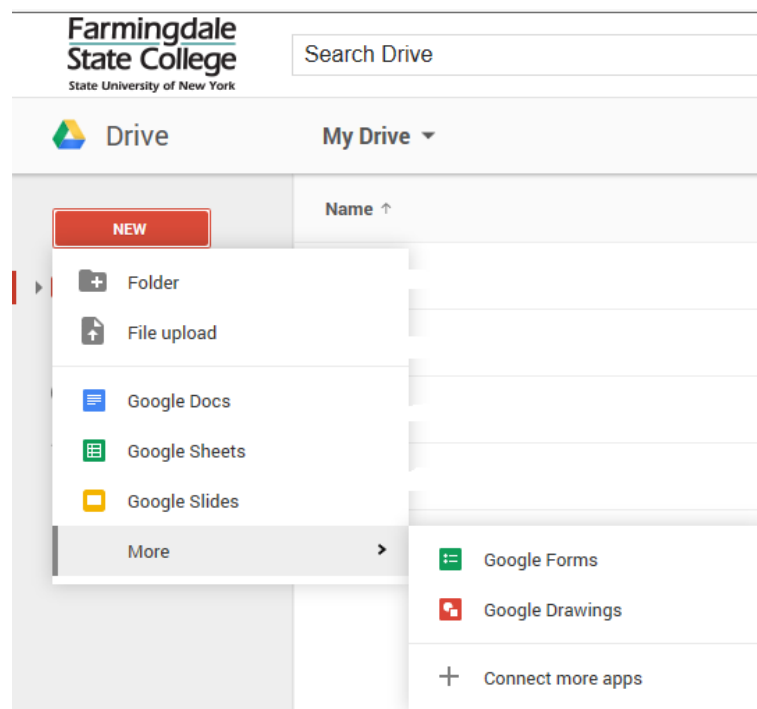 Farmingdale
State College
State University of New York
Search Drive
Drive
My Drive
Name
NEW
Folder
File upload
Google Docs
Google Sheets
Google Slides
More
Google Forms
Google Drawings
Connect more apps